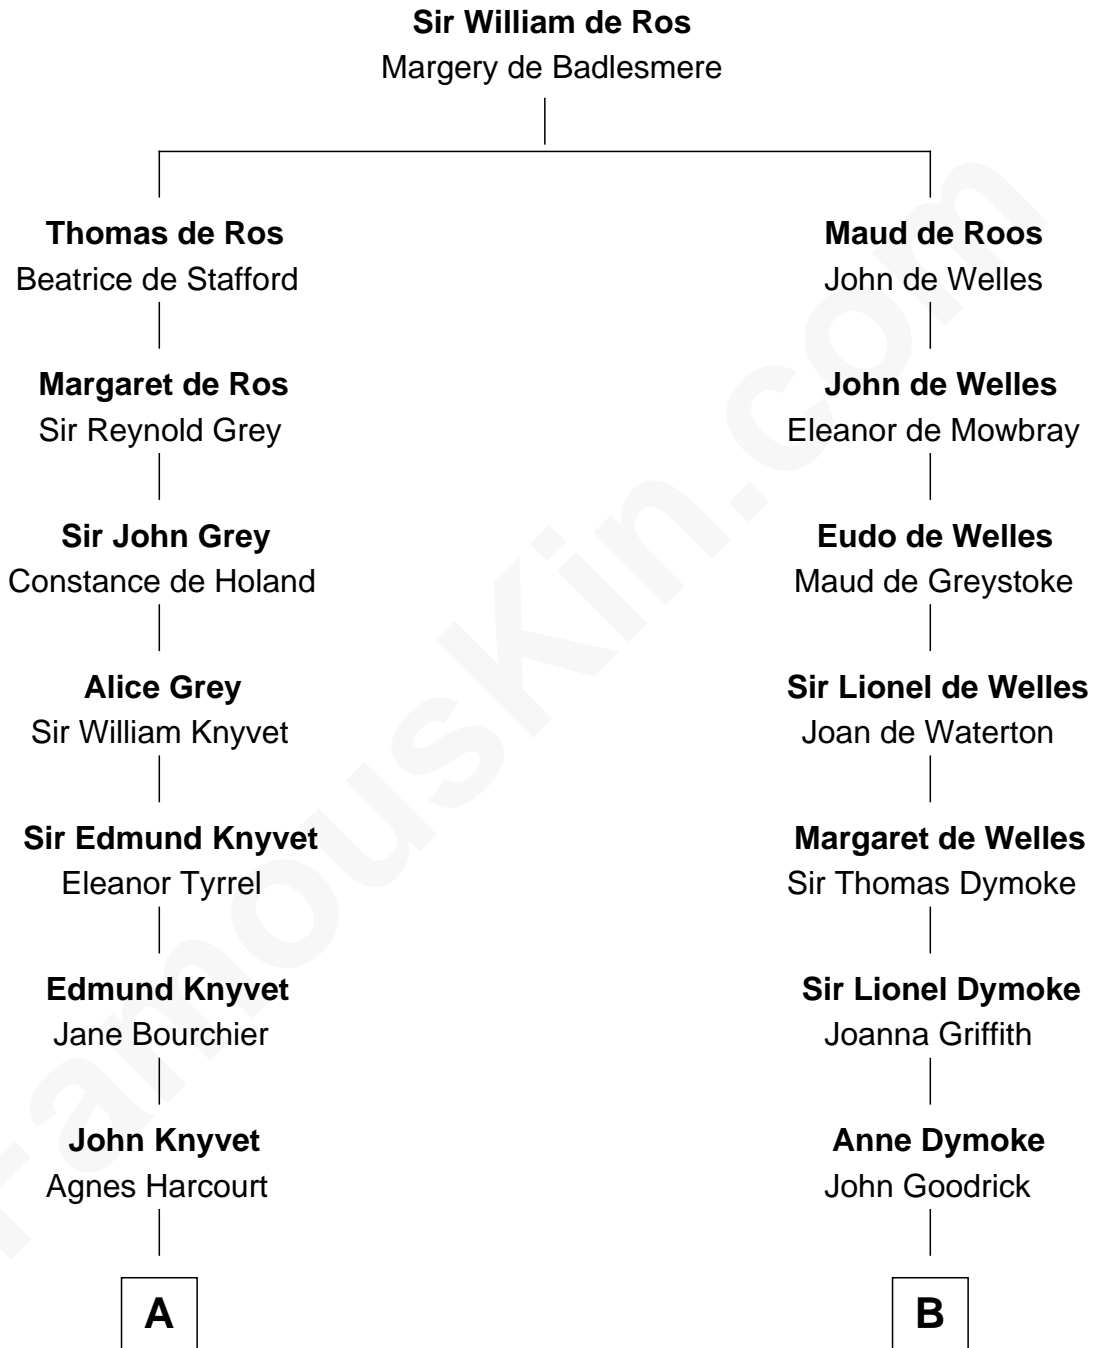 Sir William de Ros
Margery de Badlesmere
Thomas de Ros
Beatrice de Stafford
Maud de Roos
John de Welles
Margaret de Ros
Sir Reynold Grey
John de Welles
Eleanor de Mowbray
Sir John Grey
Constance de Holand
Eudo de Welles
Maud de Greystoke
Alice Grey
Sir William Knyvet
Sir Lionel de Welles
Joan de Waterton
Sir Edmund Knyvet
Eleanor Tyrrel
Margaret de Welles
Sir Thomas Dymoke
Edmund Knyvet
Jane Bourchier
Sir Lionel Dymoke
Joanna Griffith
John Knyvet
Agnes Harcourt
Anne Dymoke
John Goodrick
A
B
FamousKin.com